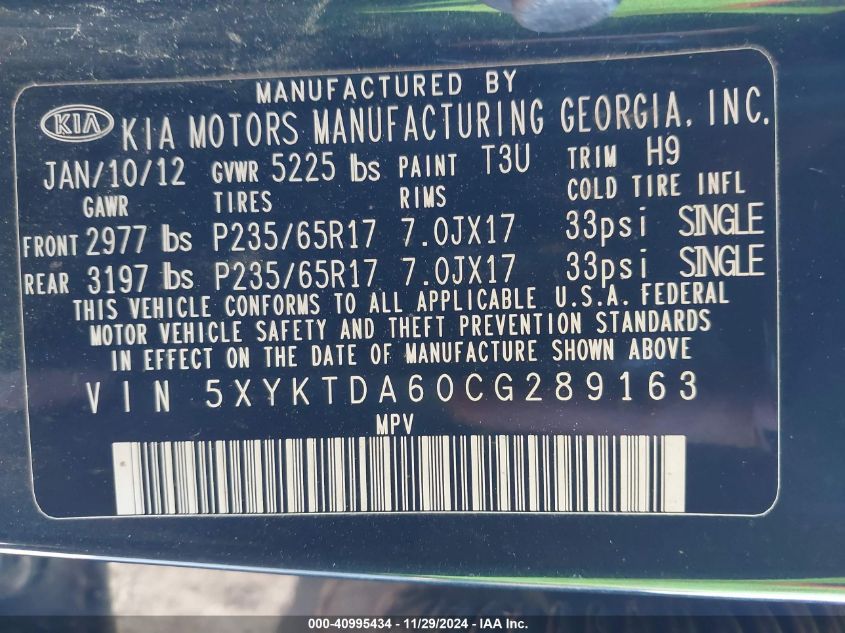 MANUFACTURED BY
KIA KIA MOTORS MANUFACTURING GEORGIA, INC.
JAN/10/12 GVWR 5225 lbs PAINT T3U TRIM H9
GAWR TIRES RIMS COLD TIRE INFL
FRONT 2977 lbs P235/65R17 7.0JX17 33psi SINGLE
REAR 3197 lbs P235/65R17 7.0JX17 33psi SINGLE
THIS VEHICLE CONFORMS TO ALL APPLICABLE U.S.A. FEDERAL
MOTOR VEHICLE SAFETY AND THEFT PREVENTION STANDARDS
IN EFFECT ON THE DATE OF MANUFACTURE SHOWN ABOVE
VIN 5XYKTDA60CG289163
MPV
000-40995434 - 11/29/2024 - IAA Inc.